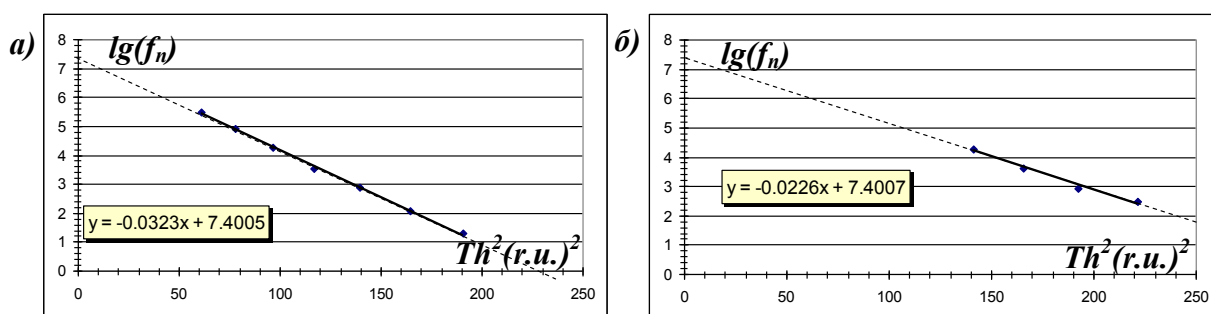 а)
lg(fₙ)
8
7
6
5
4
3
2
1
0
y = -0.0323x + 7.4005
Th²(r.u.)²
0 50 100 150 200 250
б)
lg(fₙ)
8
7
6
5
4
3
2
1
0
y = -0.0226x + 7.4007
Th²(r.u.)²
0 50 100 150 200 250